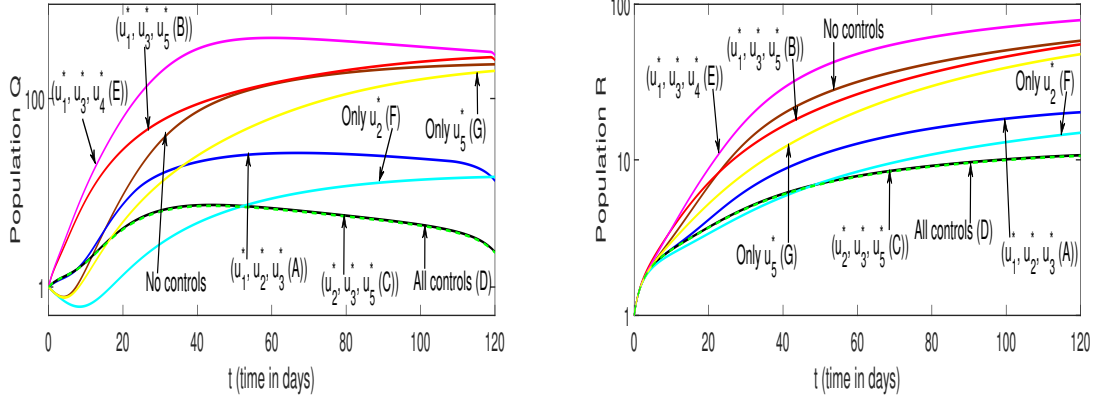 Population Q
100
1
0 20 40 60 80 100 120
t (time in days)
(u₁*, u₃*, u₅* (B))
(u₁*, u₃*, u₄* (E))
Only u₂* (F)
Only u₅* (G)
No controls
(u₁*, u₂*, u₃* (A))
(u₂*, u₃*, u₅* (C))
All controls (D)
Population R
100
10
1
0 20 40 60 80 100 120
t (time in days)
(u₁*, u₃*, u₄* (E))
(u₁*, u₃*, u₅* (B))
No controls
Only u₂* (F)
Only u₅* (G)
(u₂*, u₃*, u₅* (C))
All controls (D)
(u₁*, u₂*, u₃* (A))